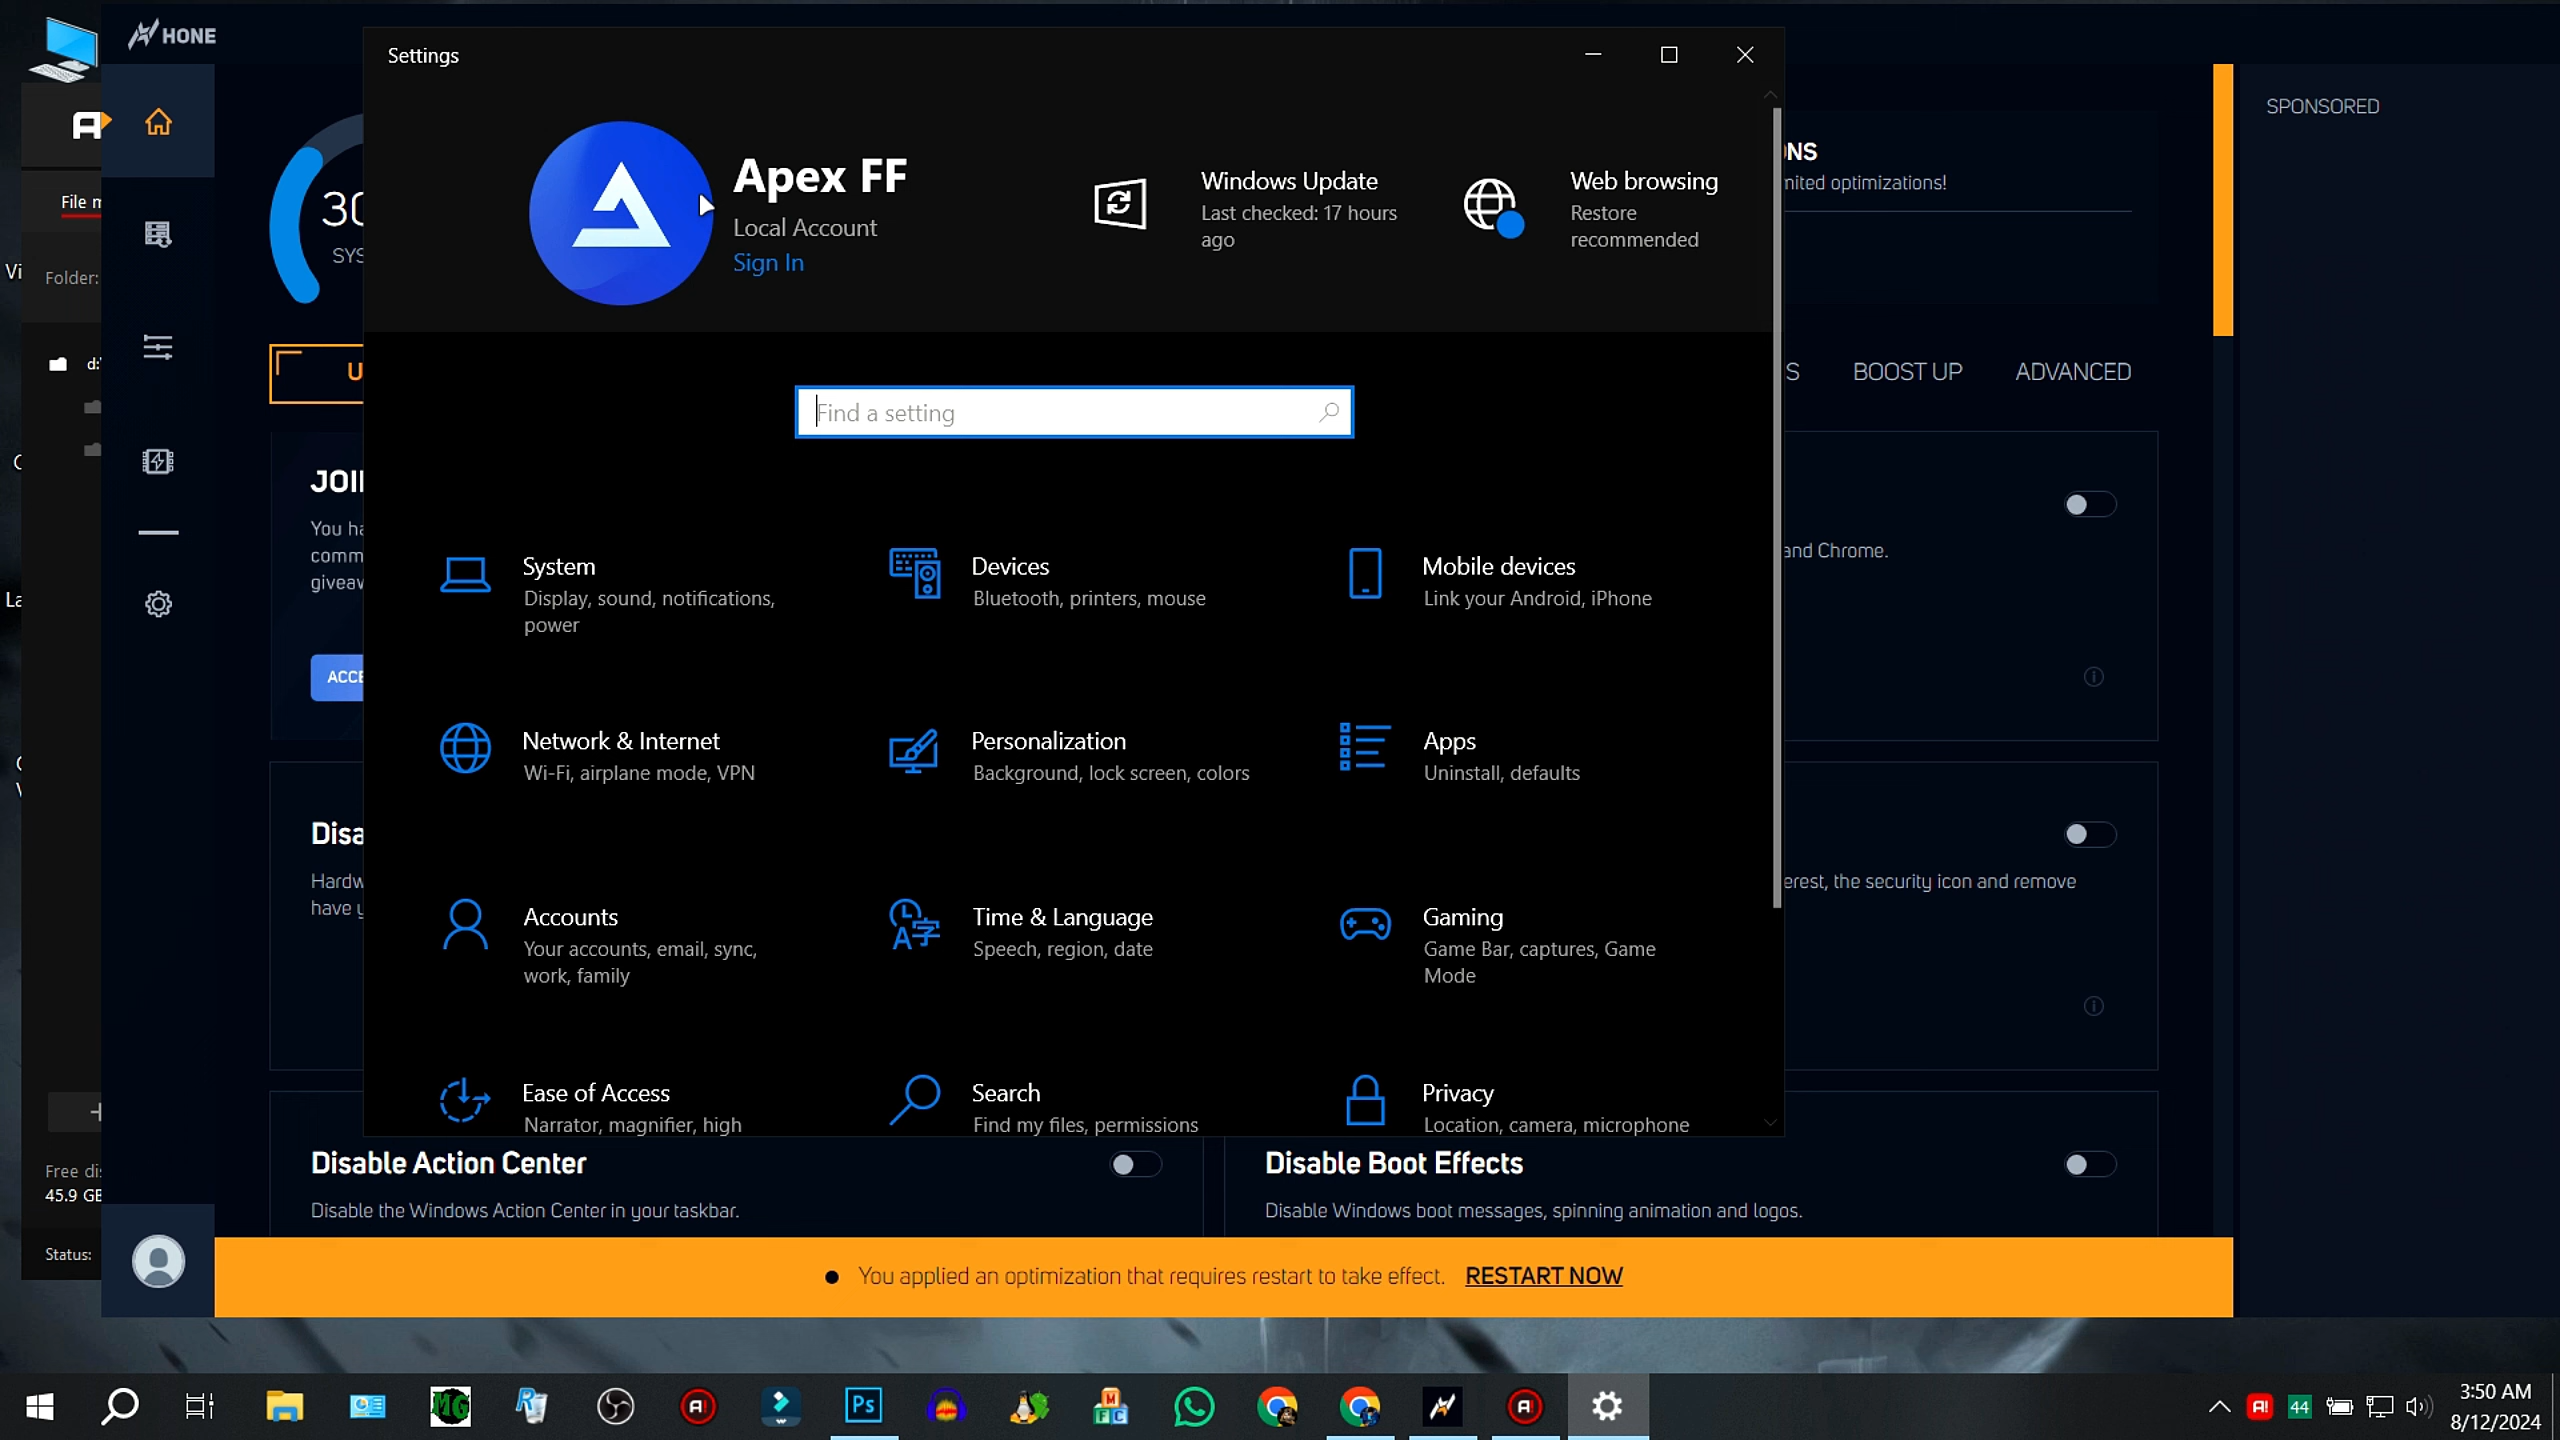 HONE
Settings
Apex FF
Local Account
Sign In
Windows Update
Last checked: 17 hours
ago
Web browsing
Restore
recommended
SPONSORED
Find a setting
BOOST UP
ADVANCED
System
Display, sound, notifications,
power
Devices
Bluetooth, printers, mouse
Mobile devices
Link your Android, iPhone
and Chrome.
Network & Internet
Wi-Fi, airplane mode, VPN
Personalization
Background, lock screen, colors
Apps
Uninstall, defaults
Accounts
Your accounts, email, sync,
work, family
Time & Language
Speech, region, date
Gaming
Game Bar, captures, Game
Mode
the security icon and remove
Ease of Access
Narrator, magnifier, high
Search
Find my files, permissions
Privacy
Location, camera, microphone
optimizations!
Folder:
You
have
Disable Action Center
Disable the Windows Action Center in your taskbar.
Disable Boot Effects
Disable Windows boot messages, spinning animation and logos.
Free
45.9
Status:
You applied an optimization that requires restart to take effect. RESTART NOW
Ps
44
3:50 AM
8/12/2024